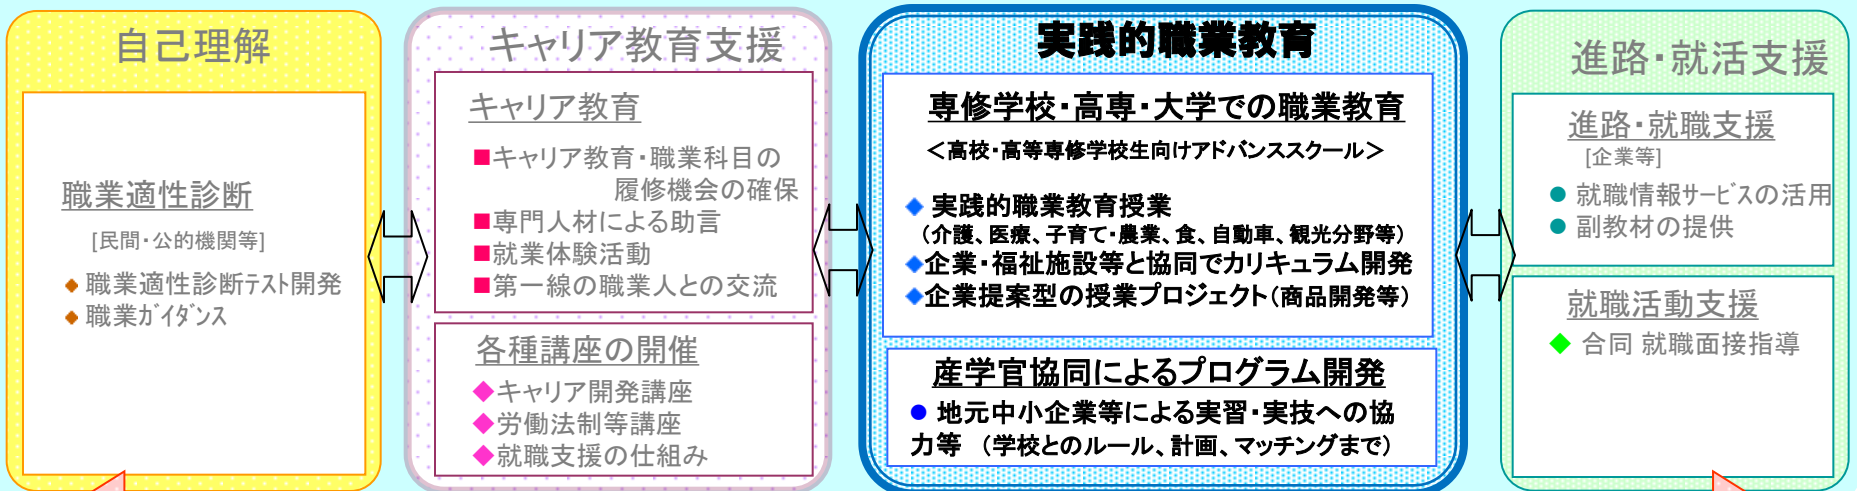 自己理解
職業適性診断
[民間・公的機関等]
◆ 職業適性診断テスト開発
◆ 職業ガイダンス
キャリア教育支援
キャリア教育
■キャリア教育・職業科目の
履修機会の確保
■専門人材による助言
■就業体験活動
■第一線の職業人との交流
各種講座の開催
◆キャリア開発講座
◆労働法制等講座
◆就職支援の仕組み
実践的職業教育
専修学校・高専・大学での職業教育
＜高校・高等専修学校生向けアドバンススクール＞
◆ 実践的職業教育授業
（介護、医療、子育て・農業、食、自動車、観光分野等）
◆企業・福祉施設等と協同でカリキュラム開発
◆企業提案型の授業プロジェクト（商品開発等）
産学官協同によるプログラム開発
● 地元中小企業等による実習・実技への協
力等 （学校とのルール、計画、マッチングまで）
進路・就活支援
進路・就職支援
[企業等]
● 就職情報サービスの活用
● 副教材の提供
就職活動支援
◆ 合同 就職面接指導